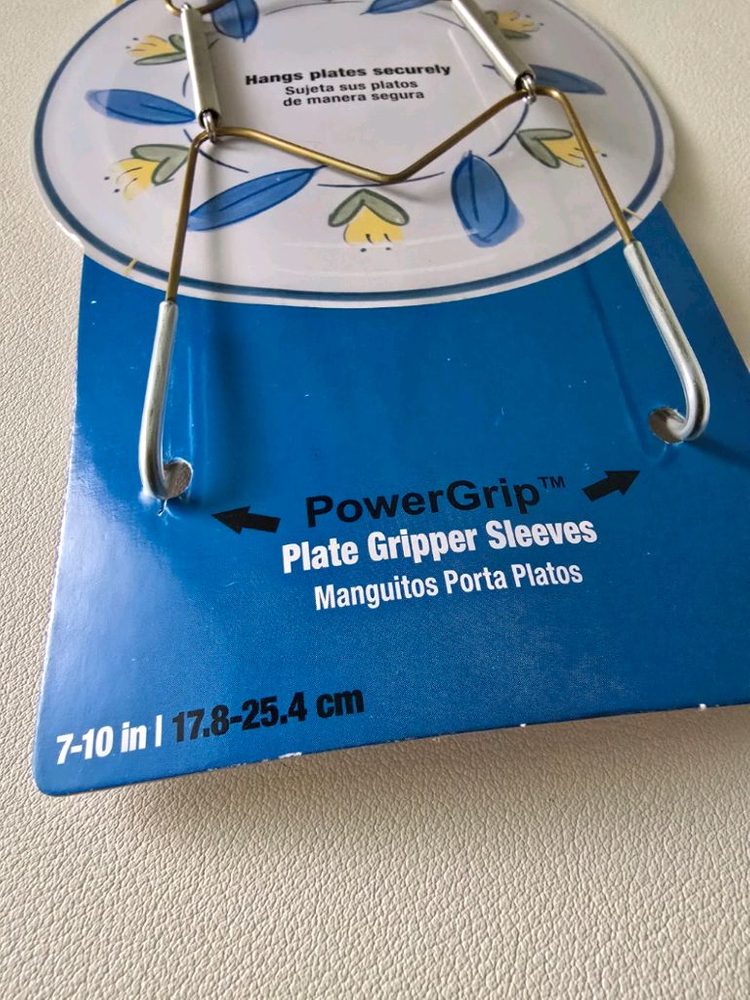 Hangs plates securely
Sujeta sus platos
de manera segura
PowerGrip™
Plate Gripper Sleeves
Manguitos Porta Platos
7-10 in | 17.8-25.4 cm